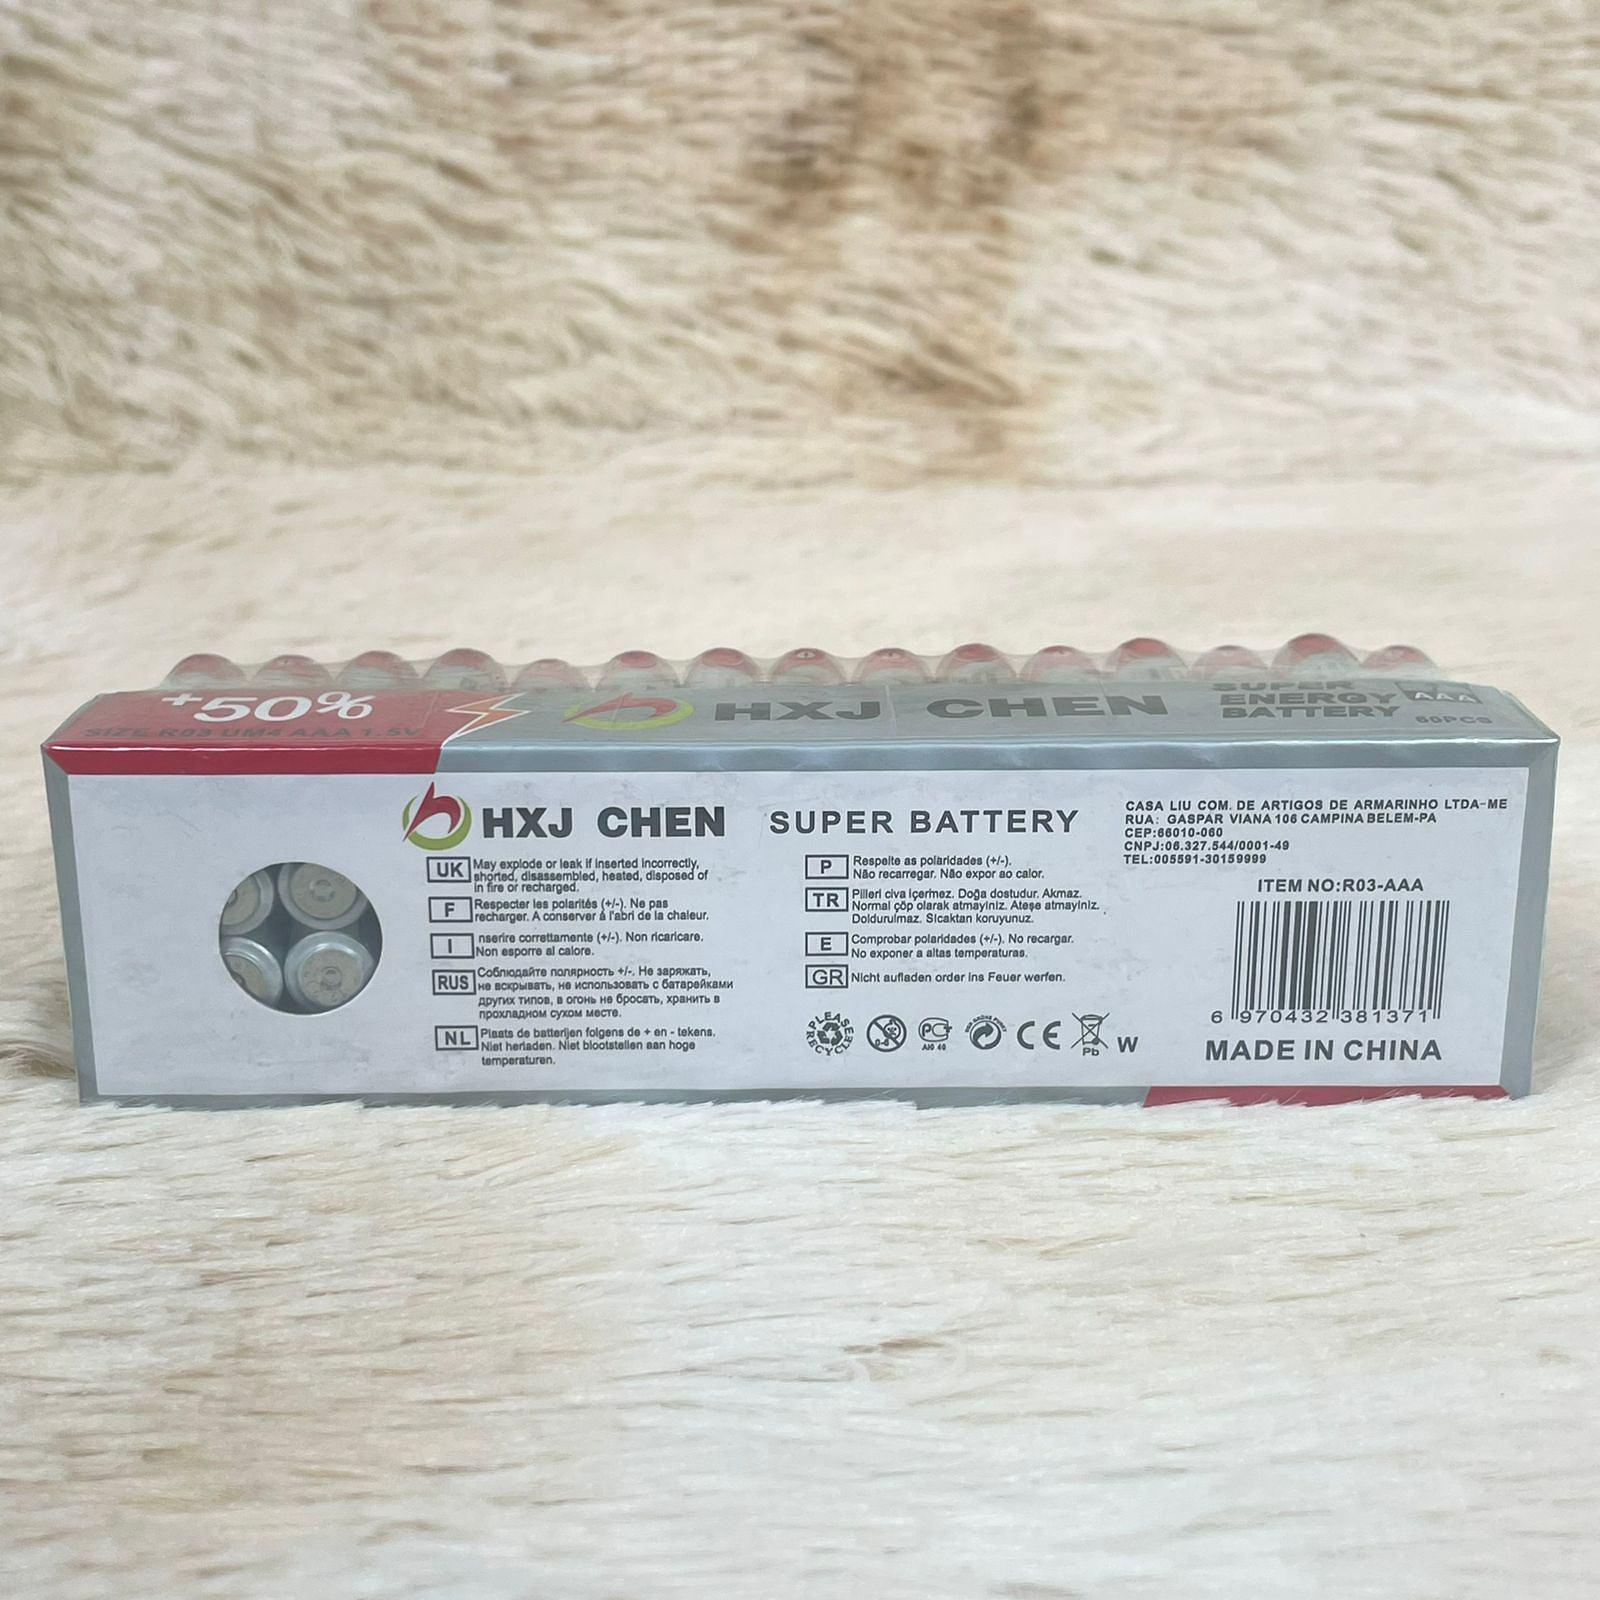 +50%
SIZE R03 UM4 AAA 1.5V
HXJ CHEN
SUPER
ENERGY
BATTERY
AAA
60PCS
HXJ CHEN
SUPER BATTERY
UK
May explode or leak if inserted incorrectly,
shorted, disassembled, heated, disposed of
in fire or recharged.
F
Respecter les polarités (+/-). Ne pas
recharger. A conserver á l'abri de la chaleur.
I
nserire correttamente (+/-). Non ricaricare.
Non esporre al calore.
RUS
Соблюдайте полярность +/-. Не заряжать,
не вскрывать, не использовать с батарейками
других типов, в огонь не бросать, хранить в
прохладном сухом месте.
NL
Plaats de batterijen folgens de + en - tekens.
Niet herladen. Niet blootstellen aan hoge
temperaturen.
P
Respeite as polaridades (+/-).
Não recarregar. Não expor ao calor.
TR
Pilleri civa içermez. Doğa dostudur. Akmaz.
Normal çöp olarak atmayiniz. Ateşe atmayiniz.
Doldurulmaz. Sicaktan koruyunuz.
E
Comprobar polaridades (+/-). No recargar.
No exponer a altas temperaturas.
GR
Nicht aufladen order ins Feuer werfen.
PLEASE RECYCLE
0-6
AIG 40
CE
Pb
W
CASA LIU COM. DE ARTIGOS DE ARMARINHO LTDA-ME
RUA: GASPAR VIANA 106 CAMPINA BELEM-PA
CEP:66010-060
CNPJ:06.327.544/0001-49
TEL:005591-30159999
ITEM NO:R03-AAA
6 970432 381371
MADE IN CHINA